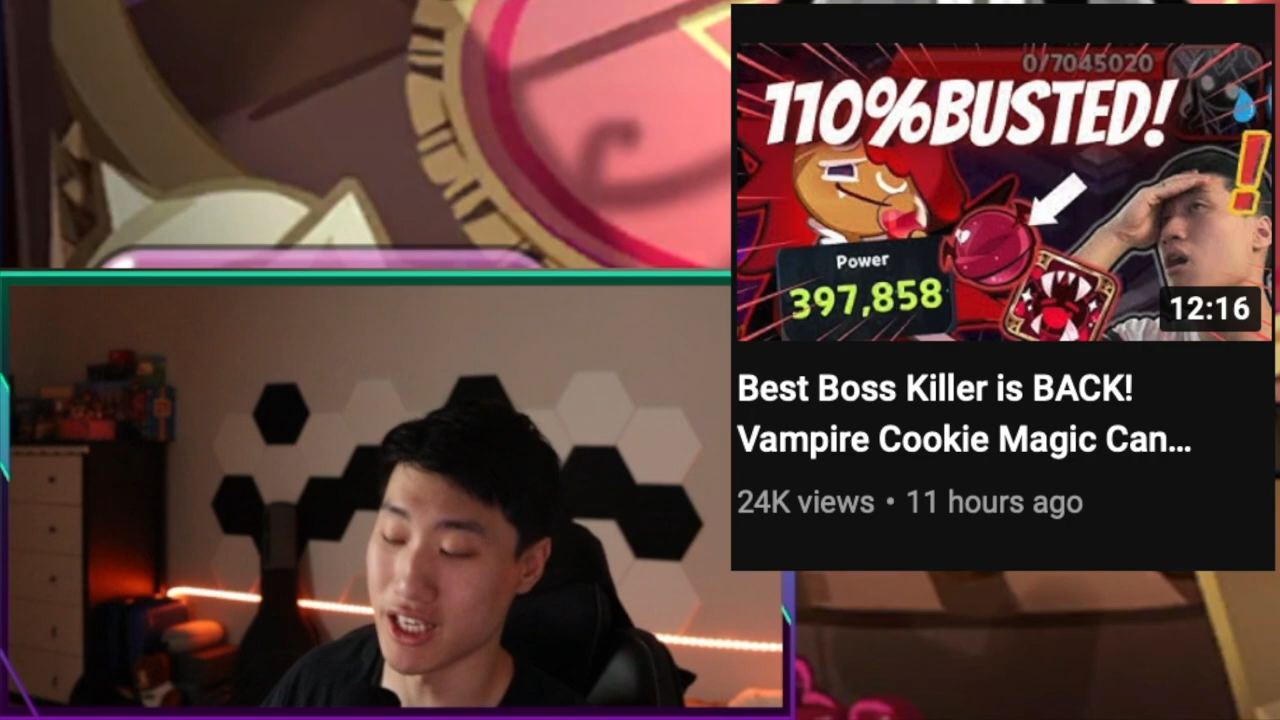 0/7045020
110%BUSTED!
Power
397,858
12:16
Best Boss Killer is BACK!
Vampire Cookie Magic Can...
24K views • 11 hours ago